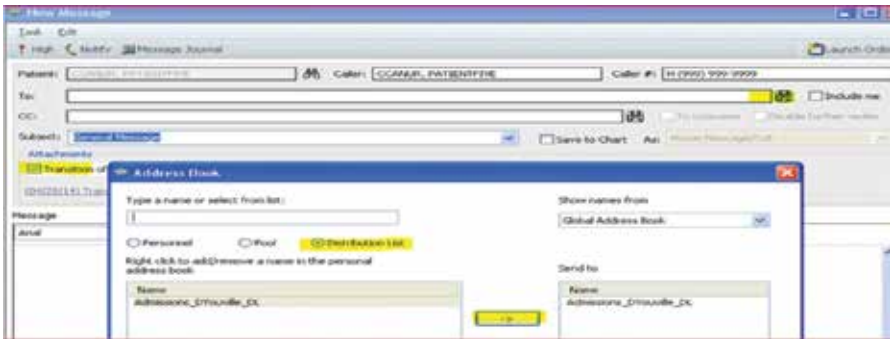 New Message
Task Edit
High Notify Message Journal Launch Orders
Patient: Caller: CCANUR, PATIENTFIVE Caller #: H (999) 999-9999
To: Include me
CC:
Subject: General Message Save to Chart As:
Attachments
Transition of
Message
Arial
Address Book
Type a name or select from list:
Show names from
Global Address Book
Personnel Pool Distribution List
Right click to add/remove a name in the personal
address book
Send to
Name Name
Admissions_DYouville_DL Admissions_DYouville_DL